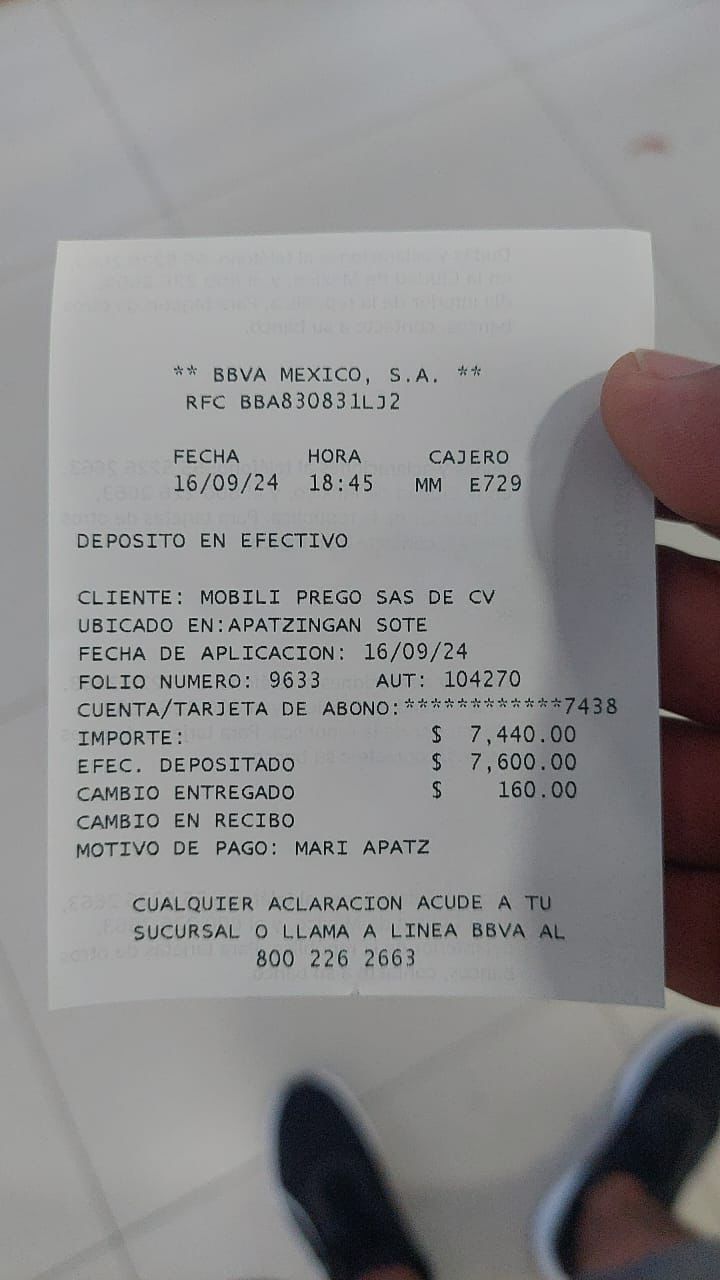 ** BBVA MEXICO, S.A. **
RFC BBA830831LJ2
FECHA HORA CAJERO
16/09/24 18:45 MM E729
DEPOSITO EN EFECTIVO
CLIENTE: MOBILI PREGO SAS DE CV
UBICADO EN:APATZINGAN SOTE
FECHA DE APLICACION: 16/09/24
FOLIO NUMERO: 9633 AUT: 104270
CUENTA/TARJETA DE ABONO:************7438
IMPORTE: $ 7,440.00
EFEC. DEPOSITADO $ 7,600.00
CAMBIO ENTREGADO $ 160.00
CAMBIO EN RECIBO
MOTIVO DE PAGO: MARI APATZ
CUALQUIER ACLARACION ACUDE A TU
SUCURSAL O LLAMA A LINEA BBVA AL
800 226 2663